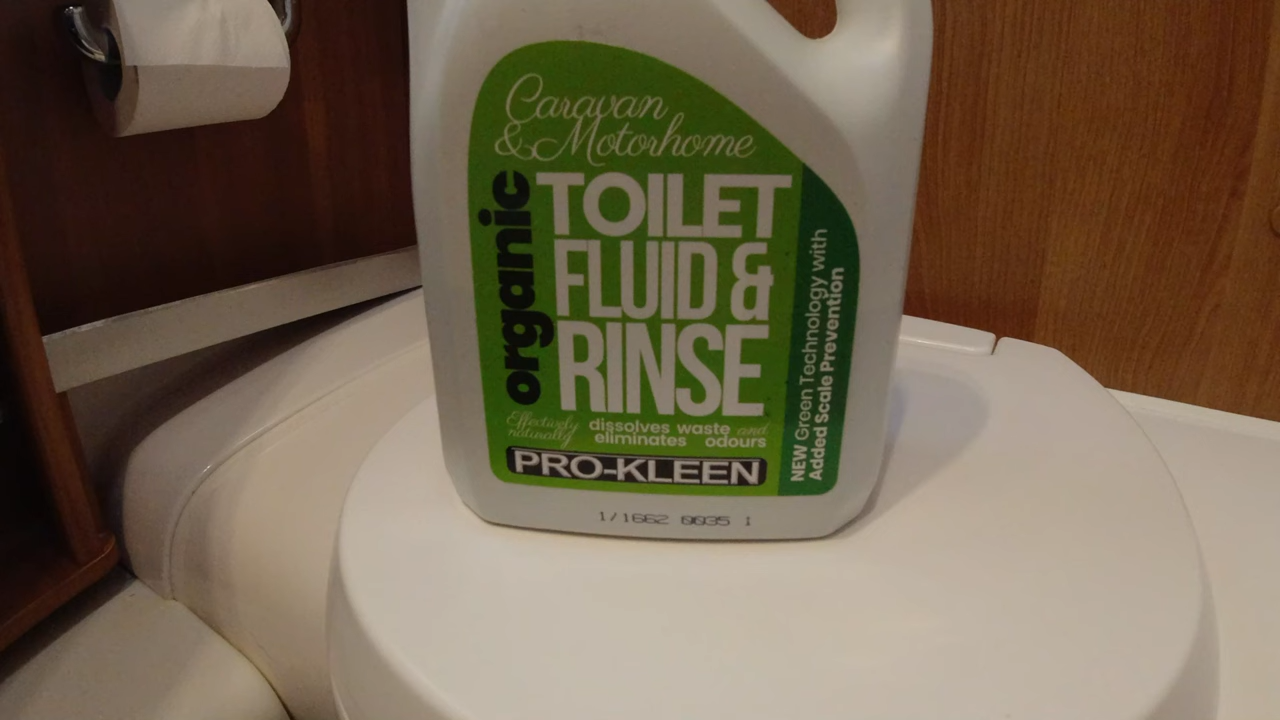 Caravan
& Motorhome
organic
TOILET
FLUID &
RINSE
Effectively
naturally
dissolves waste and
eliminates odours
PRO-KLEEN
NEW Green Technology with
Added Scale Prevention
1/1662 0035 1